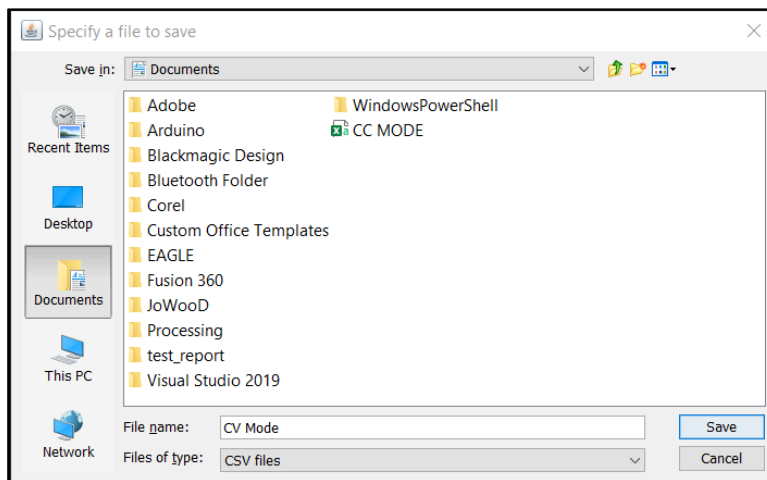 Specify a file to save
Save in: Documents
Recent Items
Desktop
Documents
This PC
Network
Adobe
Arduino
Blackmagic Design
Bluetooth Folder
Corel
Custom Office Templates
EAGLE
Fusion 360
JoWooD
Processing
test_report
Visual Studio 2019
WindowsPowerShell
CC MODE
File name: CV Mode
Save
Files of type: CSV files
Cancel